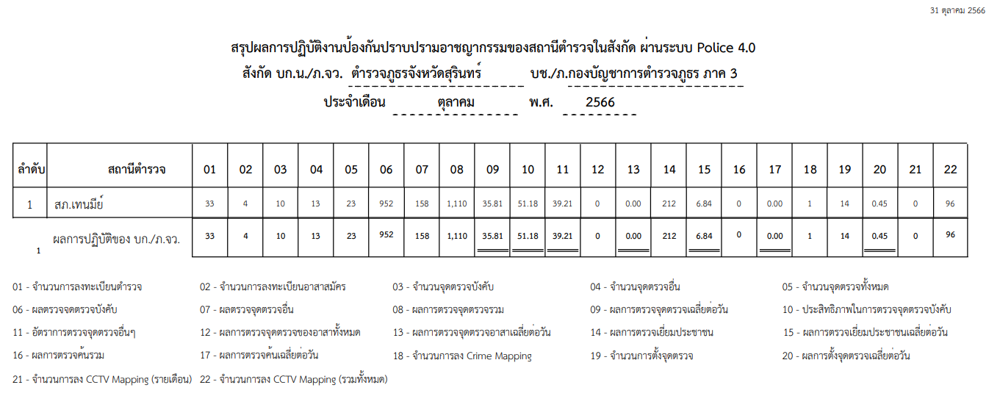 31 ตุลาคม 2566
สรุปผลการปฏิบัติงานป้องกันปราบปรามอาชญากรรมของสถานีตำรวจในสังกัด ผ่านระบบ Police 4.0
สังกัด บก.น./ภ.จว. ตำรวจภูธรจังหวัดสุรินทร์ บช./ภ.กองบัญชาการตำรวจภูธร ภาค 3
ประจำเดือน ตุลาคม พ.ศ. 2566
ลำดับ สถานีตำรวจ 01 02 03 04 05 06 07 08 09 10 11 12 13 14 15 16 17 18 19 20 21 22
1 สภ.เทนมีย์ 33 4 10 13 23 952 158 1,110 35.81 51.18 39.21 0 0.00 212 6.84 0 0.00 1 14 0.45 0 96
1 ผลการปฏิบัติของ บก./ภ.จว. 33 4 10 13 23 952 158 1,110 35.81 51.18 39.21 0 0.00 212 6.84 0 0.00 1 14 0.45 0 96
01 - จำนวนการลงทะเบียนตำรวจ 02 - จำนวนการลงทะเบียนอาสาสมัคร 03 - จำนวนจุดตรวจบังคับ 04 - จำนวนจุดตรวจอื่น 05 - จำนวนจุดตรวจทั้งหมด
06 - ผลตรวจจดตรวจบังคับ 07 - ผลตรวจจุดตรวจอื่น 08 - ผลการตรวจจุดตรวจรวม 09 - ผลการตรวจจุดตรวจเฉลี่ยต่อวัน 10 - ประสิทธิภาพในการตรวจจุดตรวจบังคับ
11 - อัตราการตรวจจุดตรวจอื่นๆ 12 - ผลการตรวจจุดตรวจของอาสาทั้งหมด 13 - ผลการตรวจจุดตรวจอาสาเฉลี่ยต่อวัน 14 - ผลการตรวจเยี่ยมประชาชน 15 - ผลการตรวจเยี่ยมประชาชนเฉลี่ยต่อวัน
16 - ผลการตรวจค้นรวม 17 - ผลการตรวจค้นเฉลี่ยต่อวัน 18 - จำนวนการลง Crime Mapping 19 - จำนวนการตั้งจุดตรวจ 20 - ผลการตั้งจุดตรวจเฉลี่ยต่อวัน
21 - จำนวนการลง CCTV Mapping (รายเดือน) 22 - จำนวนการลง CCTV Mapping (รวมทั้งหมด)